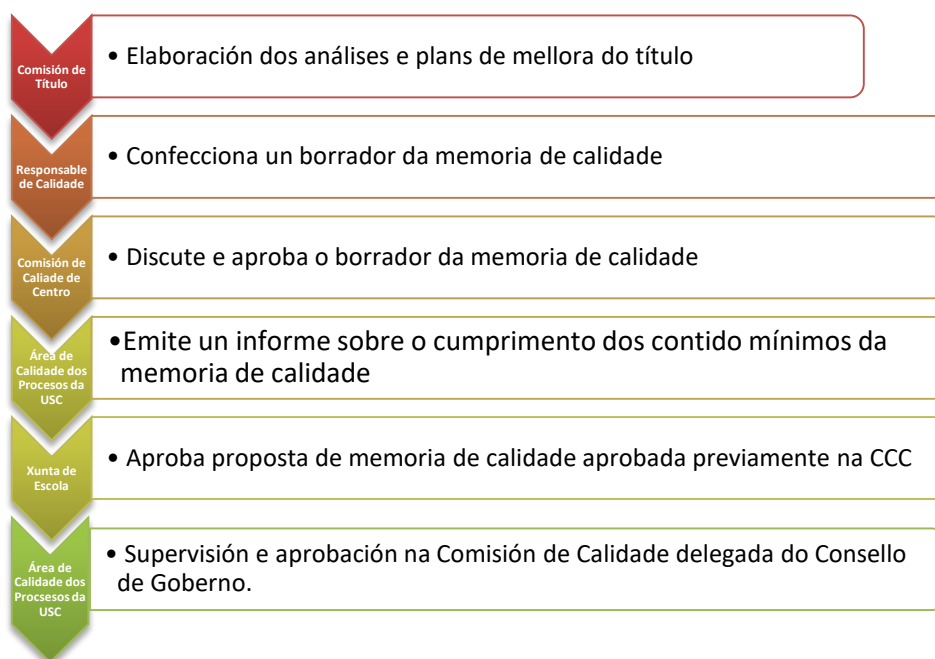 Comisión de
Título
• Elaboración dos análises e plans de mellora do título
Responsable
de Calidade
• Confecciona un borrador da memoria de calidade
Comisión de
Caliade de
Centro
• Discute e aproba o borrador da memoria de calidade
Área de
Calidade dos
Procesos da
USC
•Emite un informe sobre o cumprimento dos contido mínimos da
memoria de calidade
Xunta de
Escola
• Aproba proposta de memoria de calidade aprobada previamente na CCC
Área de
Calidade dos
Procsesos da
USC
• Supervisión e aprobación na Comisión de Calidade delegada do Consello
de Goberno.